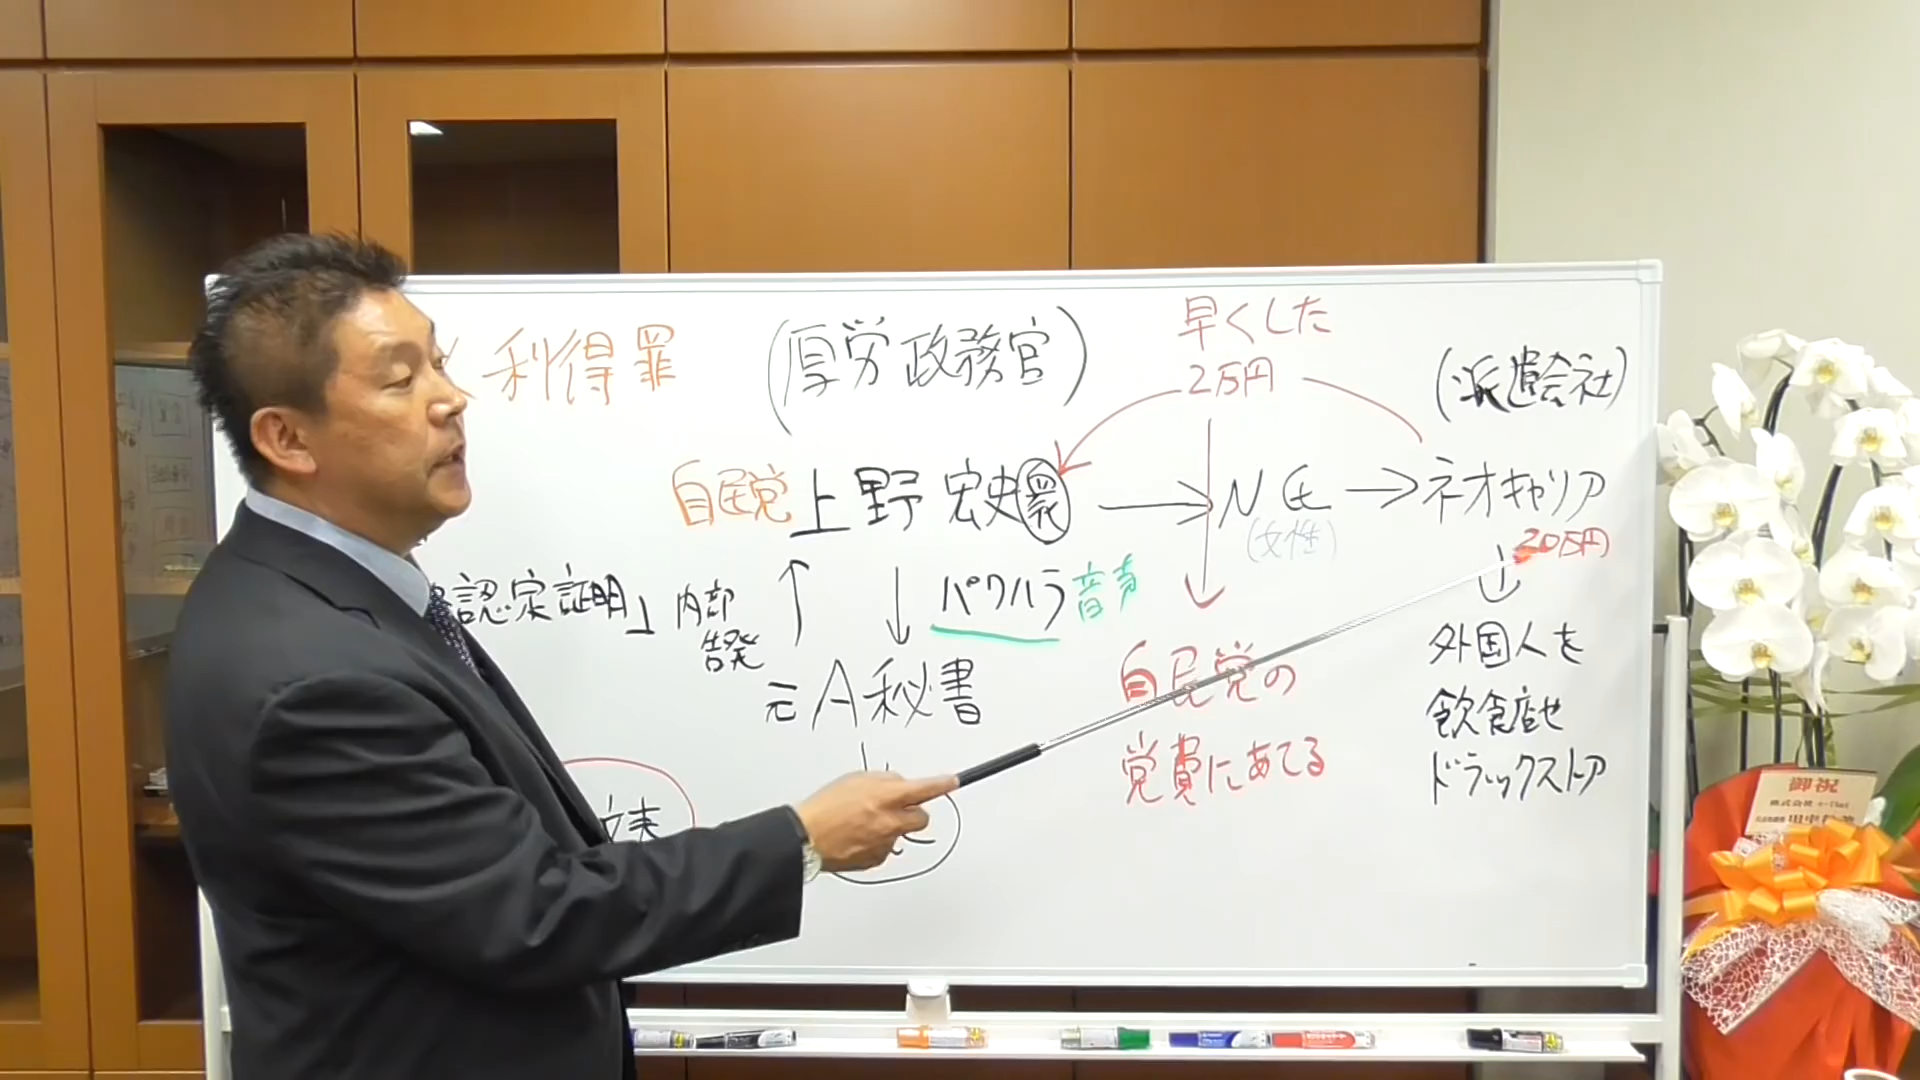 利得罪
(厚労政務官)
早くした
2万円
(派遣会社)
自民党 上野宏史
N氏
(女性)
ネオキャリア
20万円
認定証明」
内部
告発
パワハラ 音声
元A秘書
自民党の
党費にあてる
外国人を
飲食店や
ドラックストア
御祝